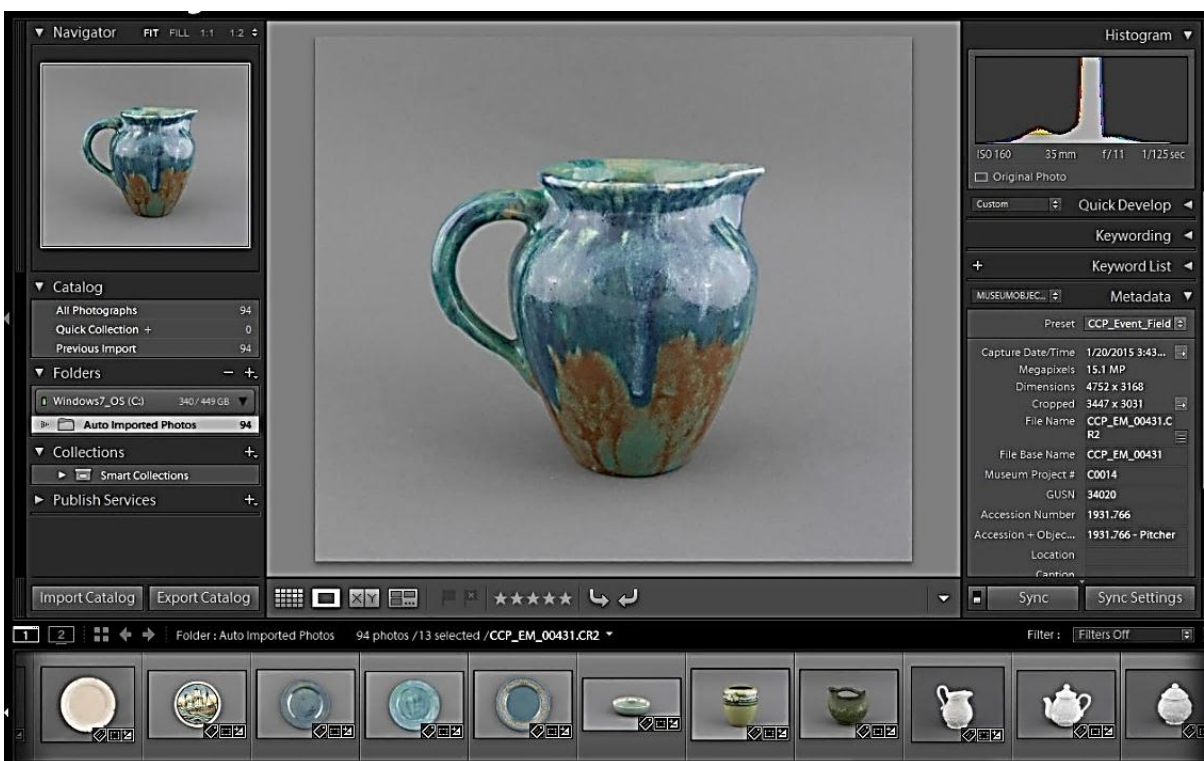 Navigator FIT FILL 1:1 1:2
Catalog
All Photographs 94
Quick Collection + 0
Previous Import 94
Folders − +
Windows7_OS (C:) 340 / 449 GB
Auto Imported Photos 94
Collections +
Smart Collections
Publish Services +
Import Catalog Export Catalog
XY
★★★★★
Histogram
ISO 160 35 mm f/11 1/125 sec
Original Photo
Custom Quick Develop
Keywording
+ Keyword List
MUSEUMOBJEC... Metadata
Preset CCP_Event_Field
Capture Date/Time 1/20/2015 3:43...
Megapixels 15.1 MP
Dimensions 4752 x 3168
Cropped 3447 x 3031
File Name CCP_EM_00431.C
R2
File Base Name CCP_EM_00431
Museum Project # C0014
GUSN 34020
Accession Number 1931.766
Accession + Objec... 1931.766 - Pitcher
Location
Caption
Sync Sync Settings
1 2 Folder : Auto Imported Photos 94 photos /13 selected /CCP_EM_00431.CR2 Filter : Filters Off